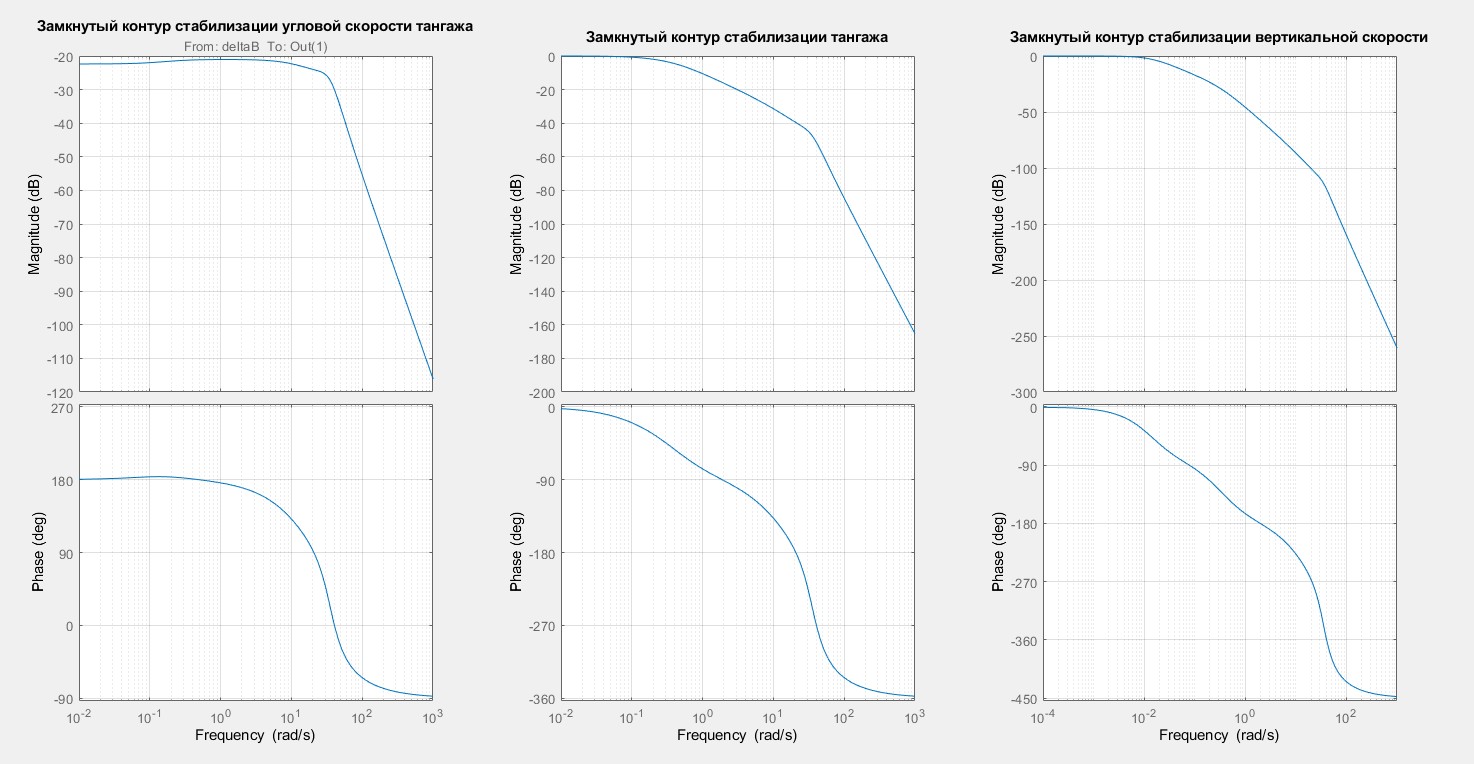 Замкнутый контур стабилизации угловой скорости тангажа
From: deltaB To: Out(1)
Magnitude (dB)
-20
-30
-40
-50
-60
-70
-80
-90
-100
-110
-120
Phase (deg)
270
180
90
0
-90
10^-2 10^-1 10^0 10^1 10^2 10^3
Frequency (rad/s)
Замкнутый контур стабилизации тангажа
Magnitude (dB)
0
-20
-40
-60
-80
-100
-120
-140
-160
-180
-200
Phase (deg)
0
-90
-180
-270
-360
10^-2 10^-1 10^0 10^1 10^2 10^3
Frequency (rad/s)
Замкнутый контур стабилизации вертикальной скорости
Magnitude (dB)
0
-50
-100
-150
-200
-250
-300
Phase (deg)
0
-90
-180
-270
-360
-450
10^-4 10^-2 10^0 10^2
Frequency (rad/s)